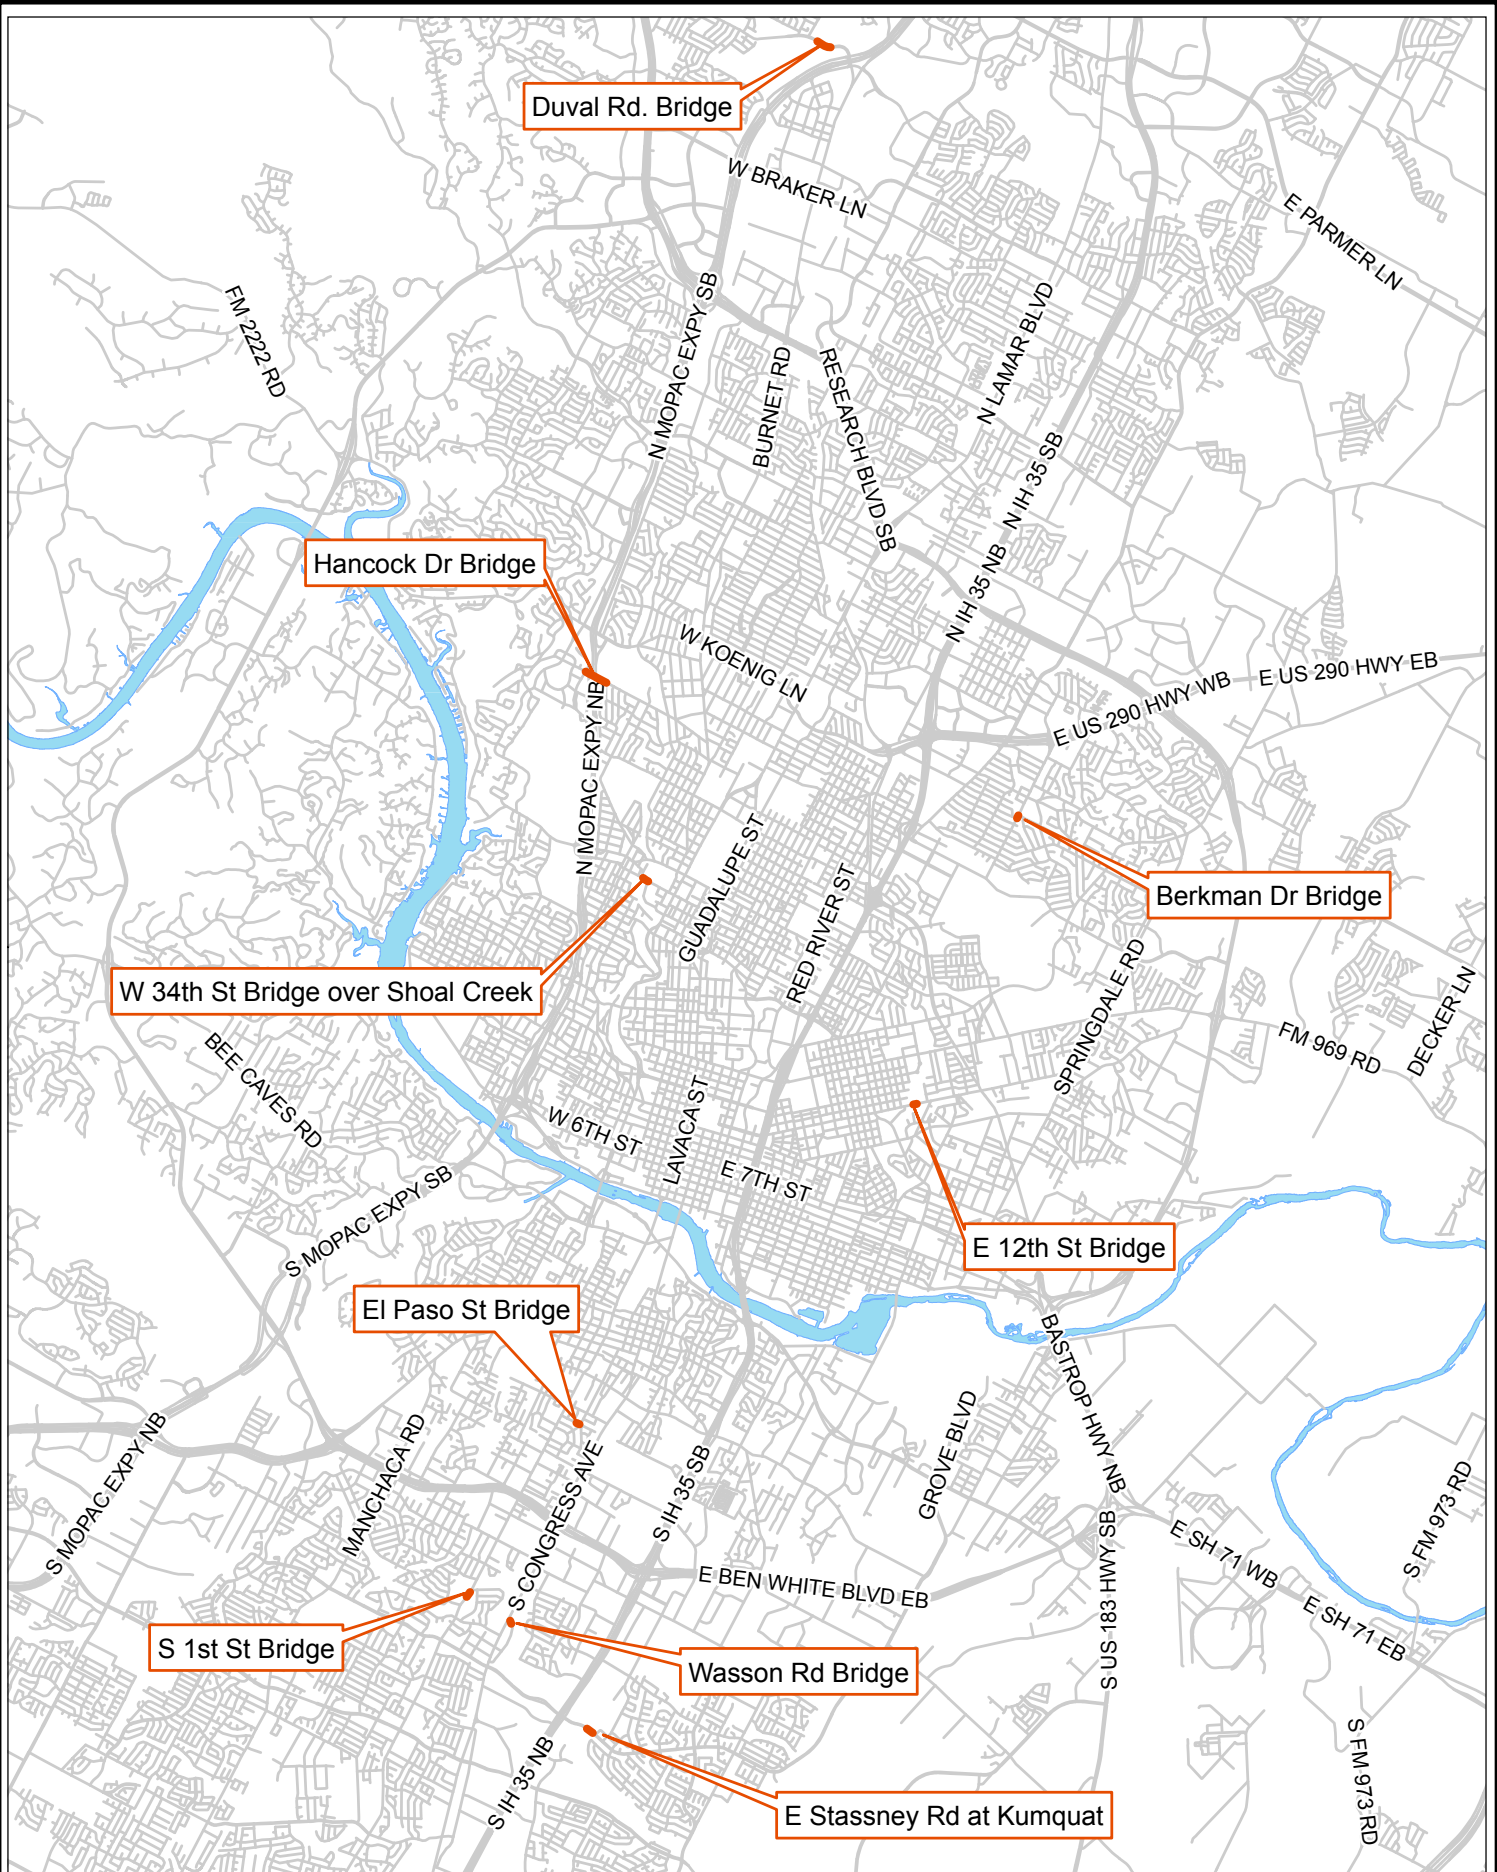 Duval Rd. Bridge
W BRAKER LN
E PARMER LN
FM 2222 RD
N MOPAC EXPY SB
BURNET RD
RESEARCH BLVD SB
N LAMAR BLVD
N IH 35 SB
N IH 35 NB
Hancock Dr Bridge
W KOENIG LN
E US 290 HWY WB
E US 290 HWY EB
N MOPAC EXPY NB
GUADALUPE ST
RED RIVER ST
Berkman Dr Bridge
W 34th St Bridge over Shoal Creek
SPRINGDALE RD
DECKER LN
FM 969 RD
BEE CAVES RD
W 6TH ST
LAVACA ST
E 7TH ST
S MOPAC EXPY SB
E 12th St Bridge
El Paso St Bridge
BASTROP HWY NB
GROVE BLVD
MANCHACA RD
S MOPAC EXPY NB
S CONGRESS AVE
S IH 35 SB
S FM 973 RD
E SH 71 WB
E BEN WHITE BLVD EB
S US 183 HWY SB
E SH 71 EB
S 1st St Bridge
Wasson Rd Bridge
S IH 35 NB
S FM 973 RD
E Stassney Rd at Kumquat